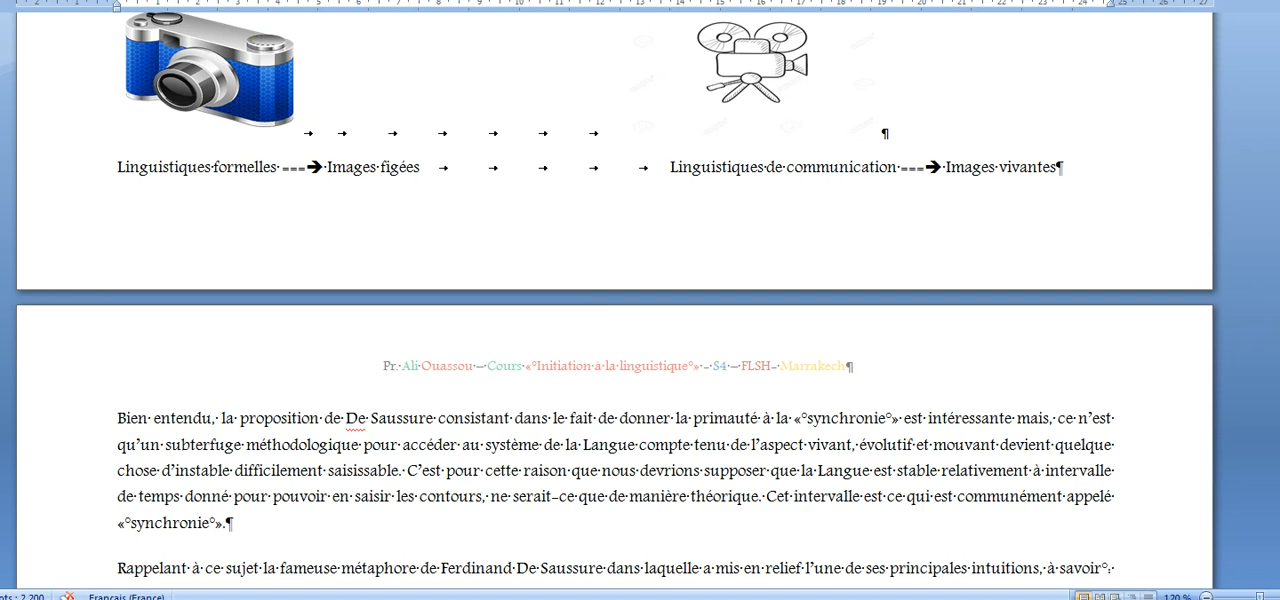 Linguistiques formelles ===➔ Images figées Linguistiques de communication ===➔ Images vivantes¶
Pr. Ali Ouassou – Cours «°Initiation à la linguistique°» - S4 – FLSH- Marrakech¶
Bien entendu, la proposition de De Saussure consistant dans le fait de donner la primauté à la «°synchronie°» est intéressante mais, ce n'est
qu'un subterfuge méthodologique pour accéder au système de la Langue compte tenu de l'aspect vivant, évolutif et mouvant devient quelque
chose d'instable difficilement saisissable. C'est pour cette raison que nous devrions supposer que la Langue est stable relativement à intervalle
de temps donné pour pouvoir en saisir les contours, ne serait-ce que de manière théorique. Cet intervalle est ce qui est communément appelé
«°synchronie°».¶
Rappelant à ce sujet la fameuse métaphore de Ferdinand De Saussure dans laquelle a mis en relief l'une de ses principales intuitions, à savoir°:
: 2 200 Français (France) 120 %